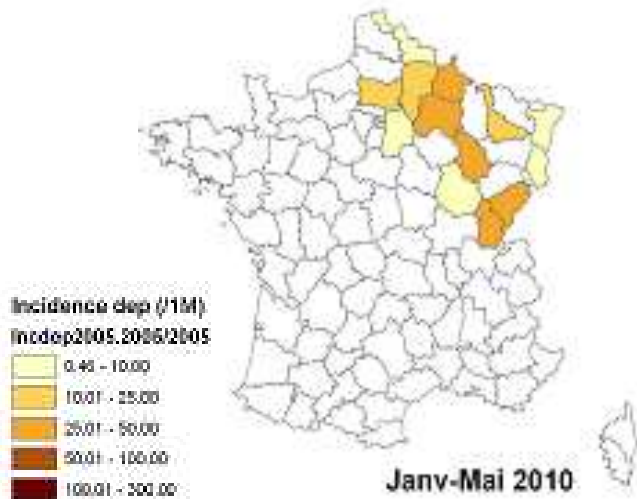 Incidence dep (/1M)
Incdep2005.2006/2005
0,46 - 10,00
10,01 - 25,00
25,01 - 50,00
50,01 - 100,00
100,01 - 300,00
Janv-Mai 2010